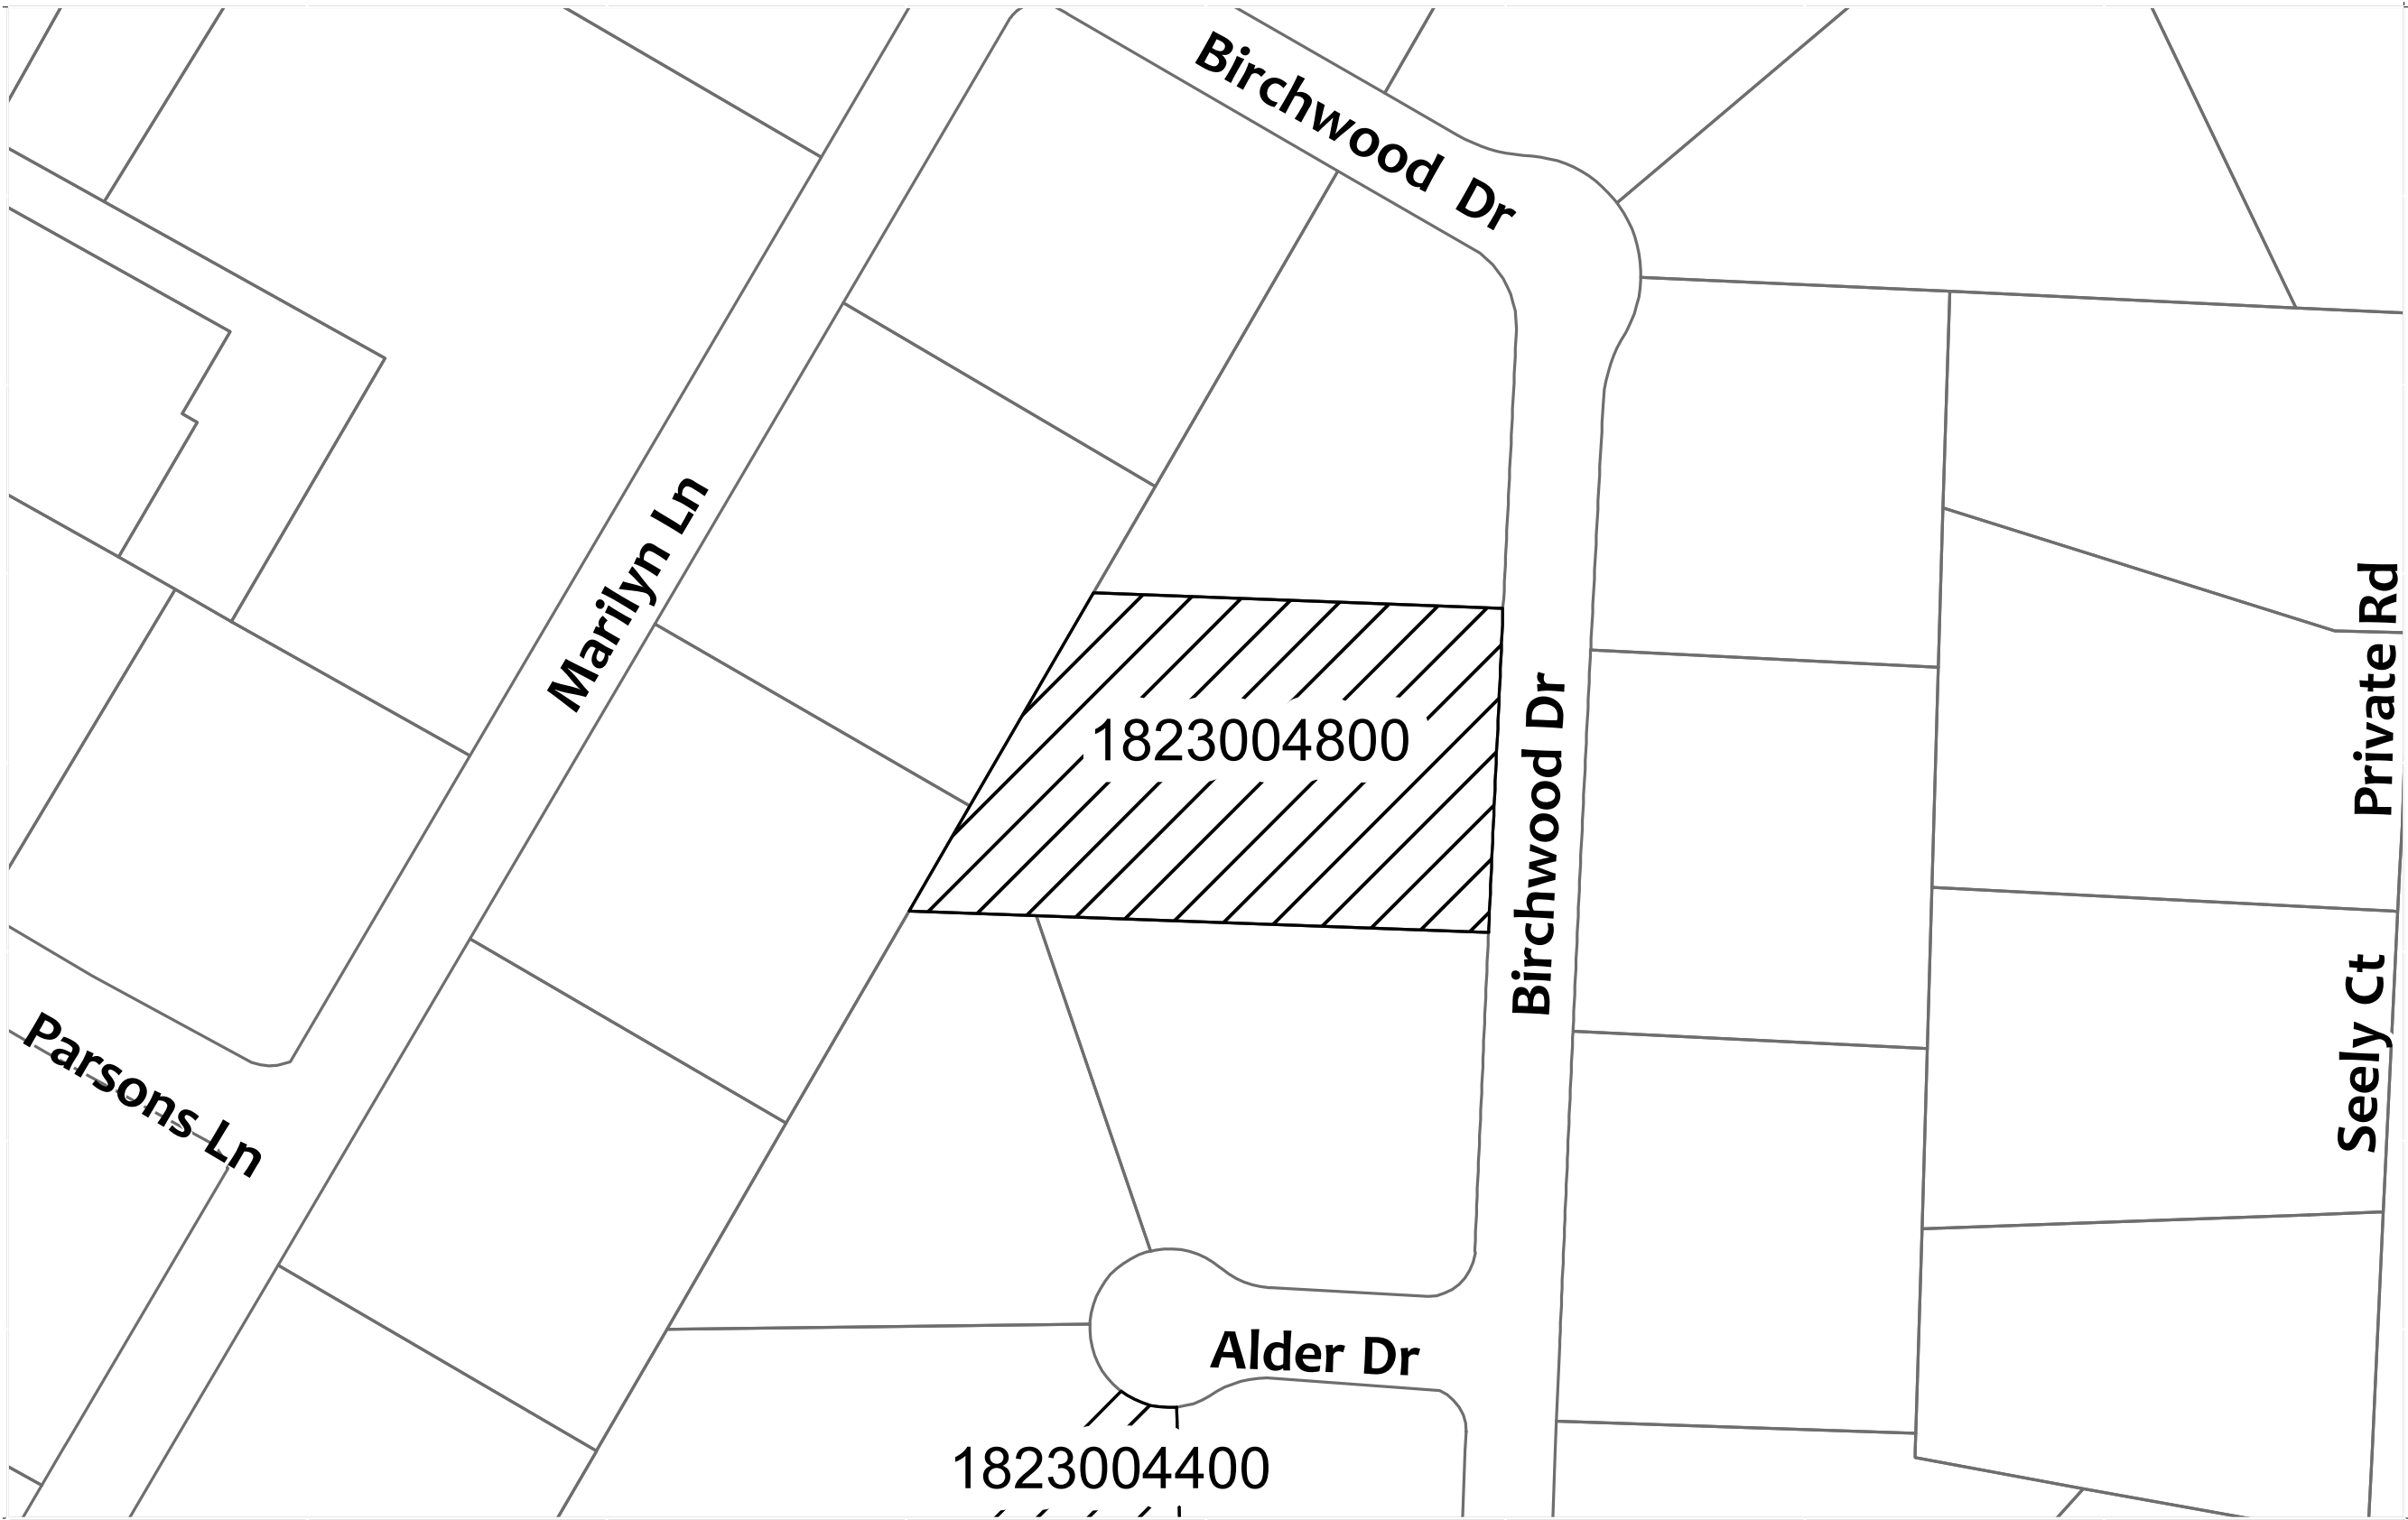 Birchwood Dr
Marilyn Ln
Private Rd
1823004800
Birchwood Dr
Seely Ct
Parsons Ln
Alder Dr
1823004400